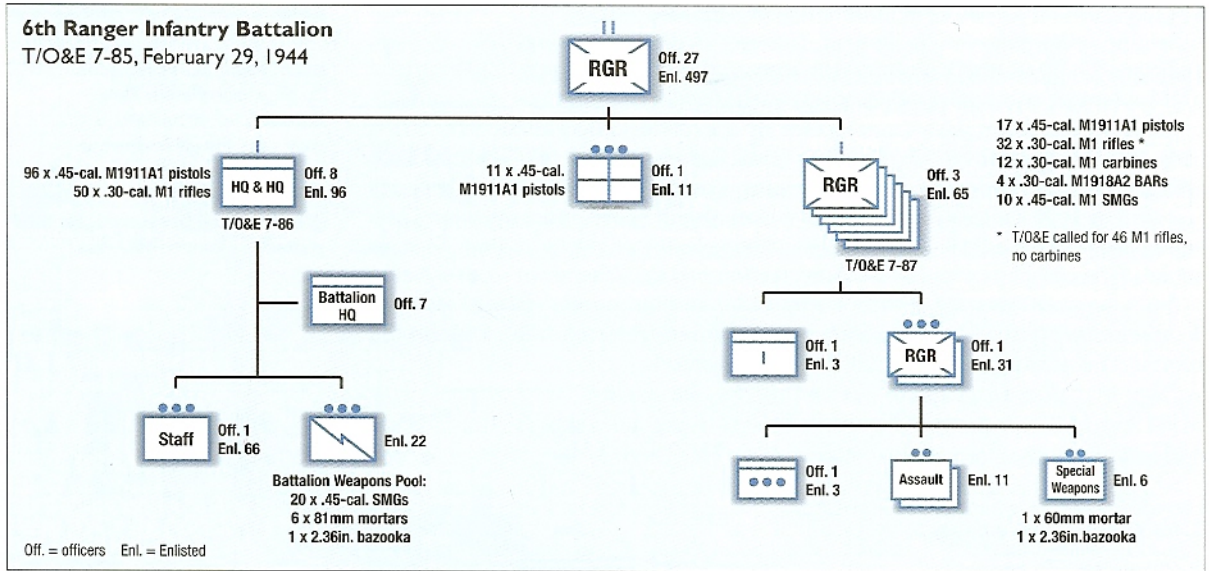 6th Ranger Infantry Battalion
T/O&E 7-85, February 29, 1944
RGR
Off. 27
Enl. 497
96 x .45-cal. M1911A1 pistols
50 x .30-cal. M1 rifles
HQ & HQ
Off. 8
Enl. 96
T/O&E 7-86
11 x .45-cal.
M1911A1 pistols
Off. 1
Enl. 11
RGR
Off. 3
Enl. 65
T/O&E 7-87
17 x .45-cal. M1911A1 pistols
32 x .30-cal. M1 rifles *
12 x .30-cal. M1 carbines
4 x .30-cal. M1918A2 BARs
10 x .45-cal. M1 SMGs
* T/O&E called for 46 M1 rifles,
no carbines
Battalion
HQ
Off. 7
Staff
Off. 1
Enl. 66
Enl. 22
Battalion Weapons Pool:
20 x .45-cal. SMGs
6 x 81mm mortars
1 x 2.36in. bazooka
Off. 1
Enl. 3
RGR
Off. 1
Enl. 31
Off. 1
Enl. 3
Assault
Enl. 11
Special
Weapons
Enl. 6
1 x 60mm mortar
1 x 2.36in.bazooka
Off. = officers Enl. = Enlisted